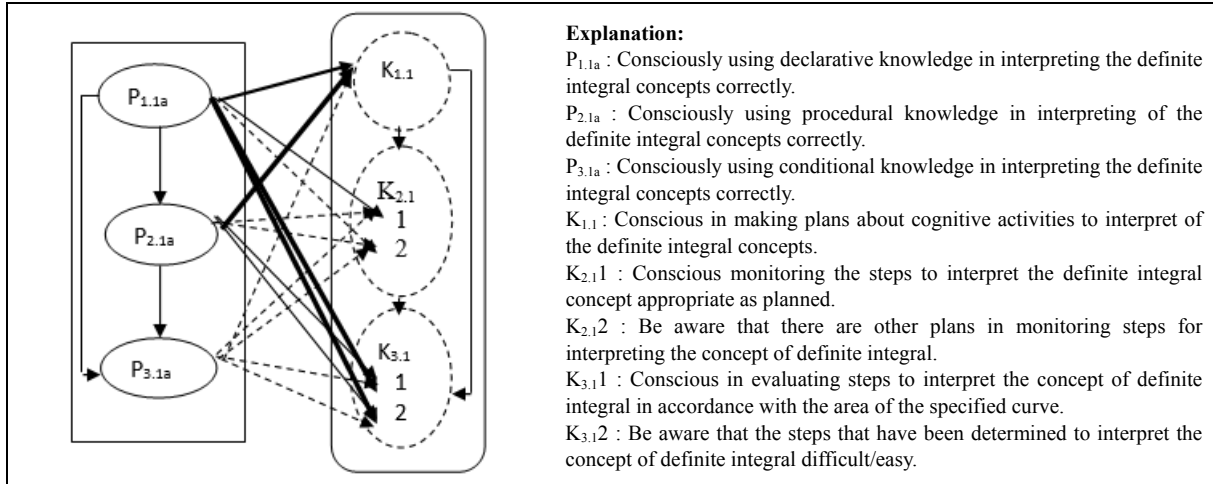 P1.1a
P2.1a
P3.1a
K1.1
K2.1
1
2
K3.1
1
2
Explanation:
P1.1a : Consciously using declarative knowledge in interpreting the definite
integral concepts correctly.
P2.1a : Consciously using procedural knowledge in interpreting of the
definite integral concepts correctly.
P3.1a : Consciously using conditional knowledge in interpreting the definite
integral concepts correctly.
K1.1 : Conscious in making plans about cognitive activities to interpret of
the definite integral concepts.
K2.11 : Conscious monitoring the steps to interpret the definite integral
concept appropriate as planned.
K2.12 : Be aware that there are other plans in monitoring steps for
interpreting the concept of definite integral.
K3.11 : Conscious in evaluating steps to interpret the concept of definite
integral in accordance with the area of the specified curve.
K3.12 : Be aware that the steps that have been determined to interpret the
concept of definite integral difficult/easy.